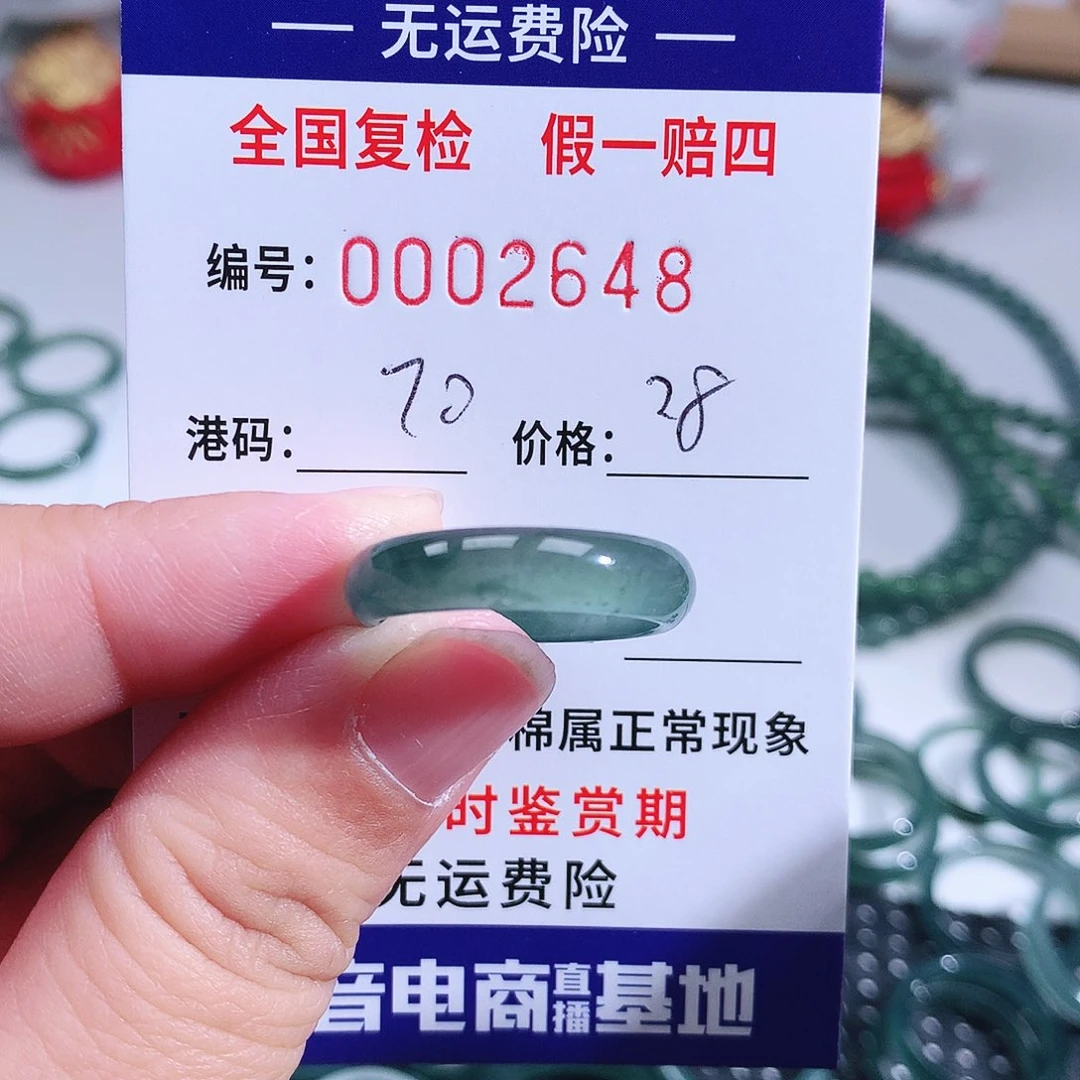 — 无运费险 —
全国复检 假一赔四
编号：0002648
港码：70 价格：28
棉属正常现象
时鉴赏期
无运费险
音电商直播基地